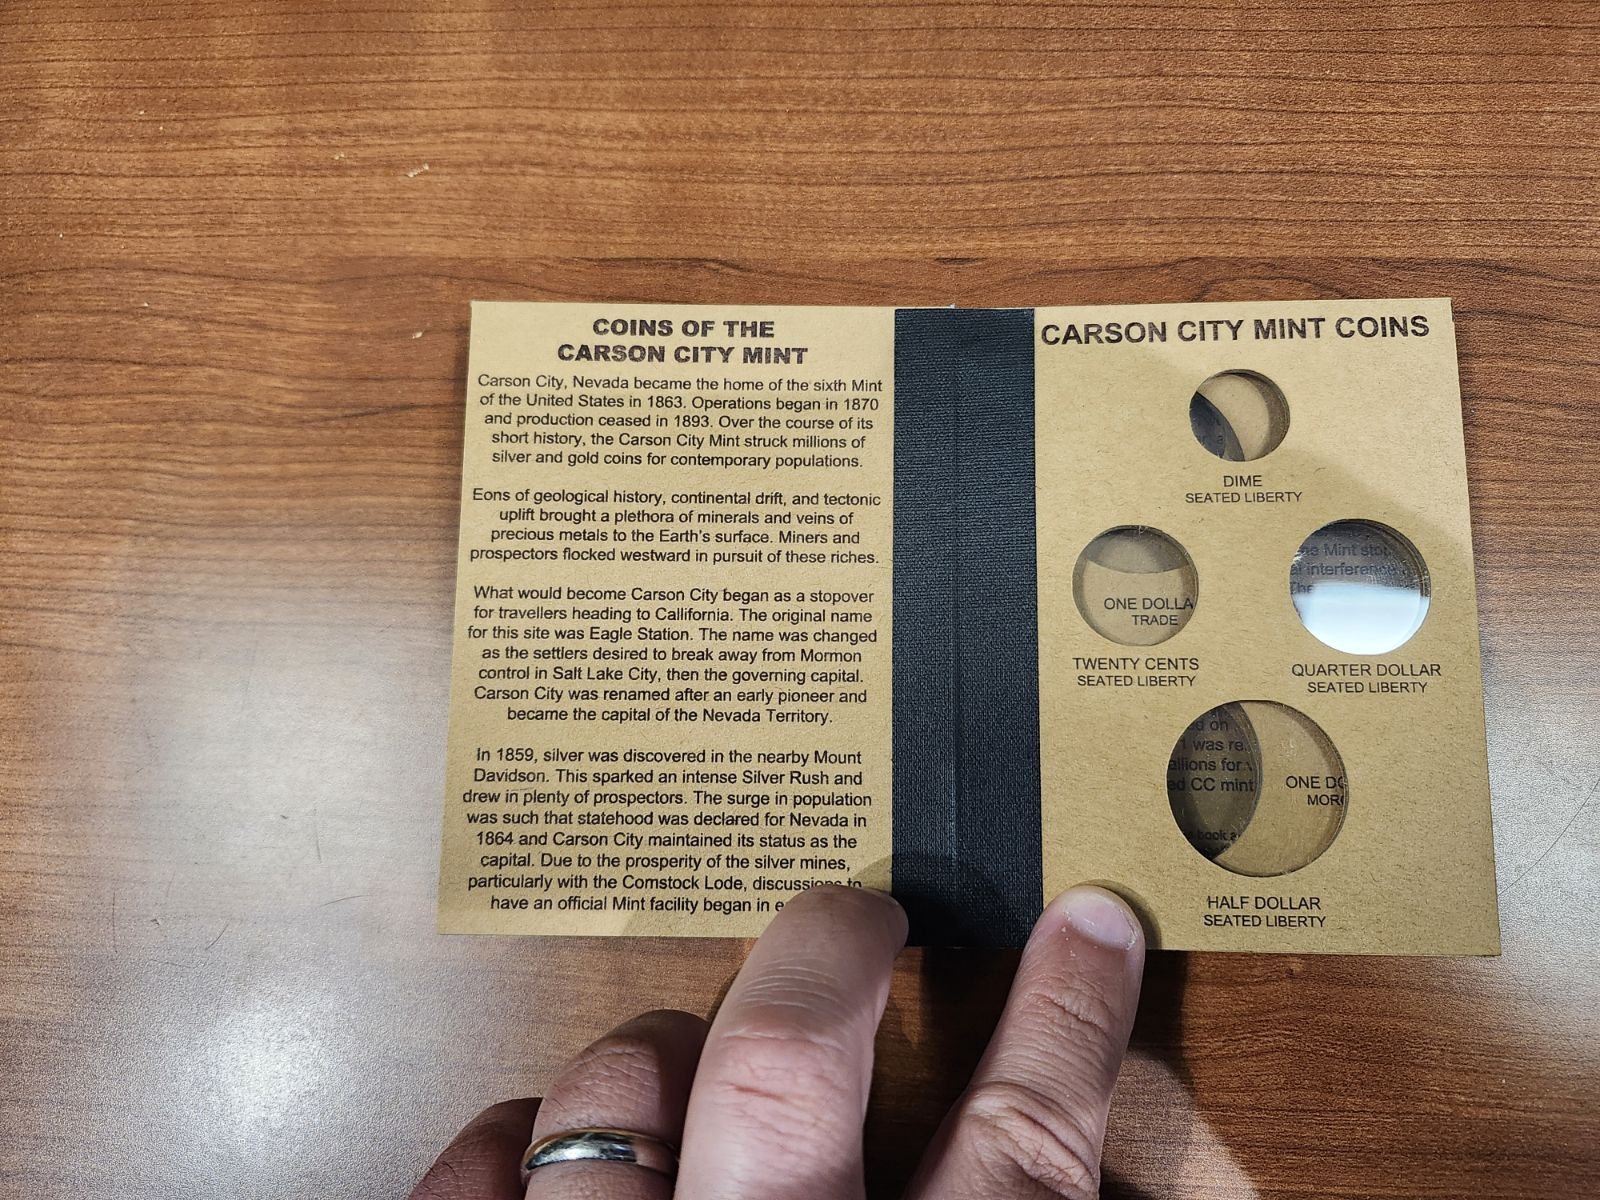 COINS OF THE
CARSON CITY MINT
Carson City, Nevada became the home of the sixth Mint
of the United States in 1863. Operations began in 1870
and production ceased in 1893. Over the course of its
short history, the Carson City Mint struck millions of
silver and gold coins for contemporary populations.
Eons of geological history, continental drift, and tectonic
uplift brought a plethora of minerals and veins of
precious metals to the Earth's surface. Miners and
prospectors flocked westward in pursuit of these riches.
What would become Carson City began as a stopover
for travellers heading to Callifornia. The original name
for this site was Eagle Station. The name was changed
as the settlers desired to break away from Mormon
control in Salt Lake City, then the governing capital.
Carson City was renamed after an early pioneer and
became the capital of the Nevada Territory.
In 1859, silver was discovered in the nearby Mount
Davidson. This sparked an intense Silver Rush and
drew in plenty of prospectors. The surge in population
was such that statehood was declared for Nevada in
1864 and Carson City maintained its status as the
capital. Due to the prosperity of the silver mines,
particularly with the Comstock Lode, discussions to
have an official Mint facility began in
CARSON CITY MINT COINS
DIME
SEATED LIBERTY
ONE DOLLA
TRADE
TWENTY CENTS
SEATED LIBERTY
Mint
interference
QUARTER DOLLAR
SEATED LIBERTY
on
was
for
CC mint
book
ONE
HALF DOLLAR
SEATED LIBERTY